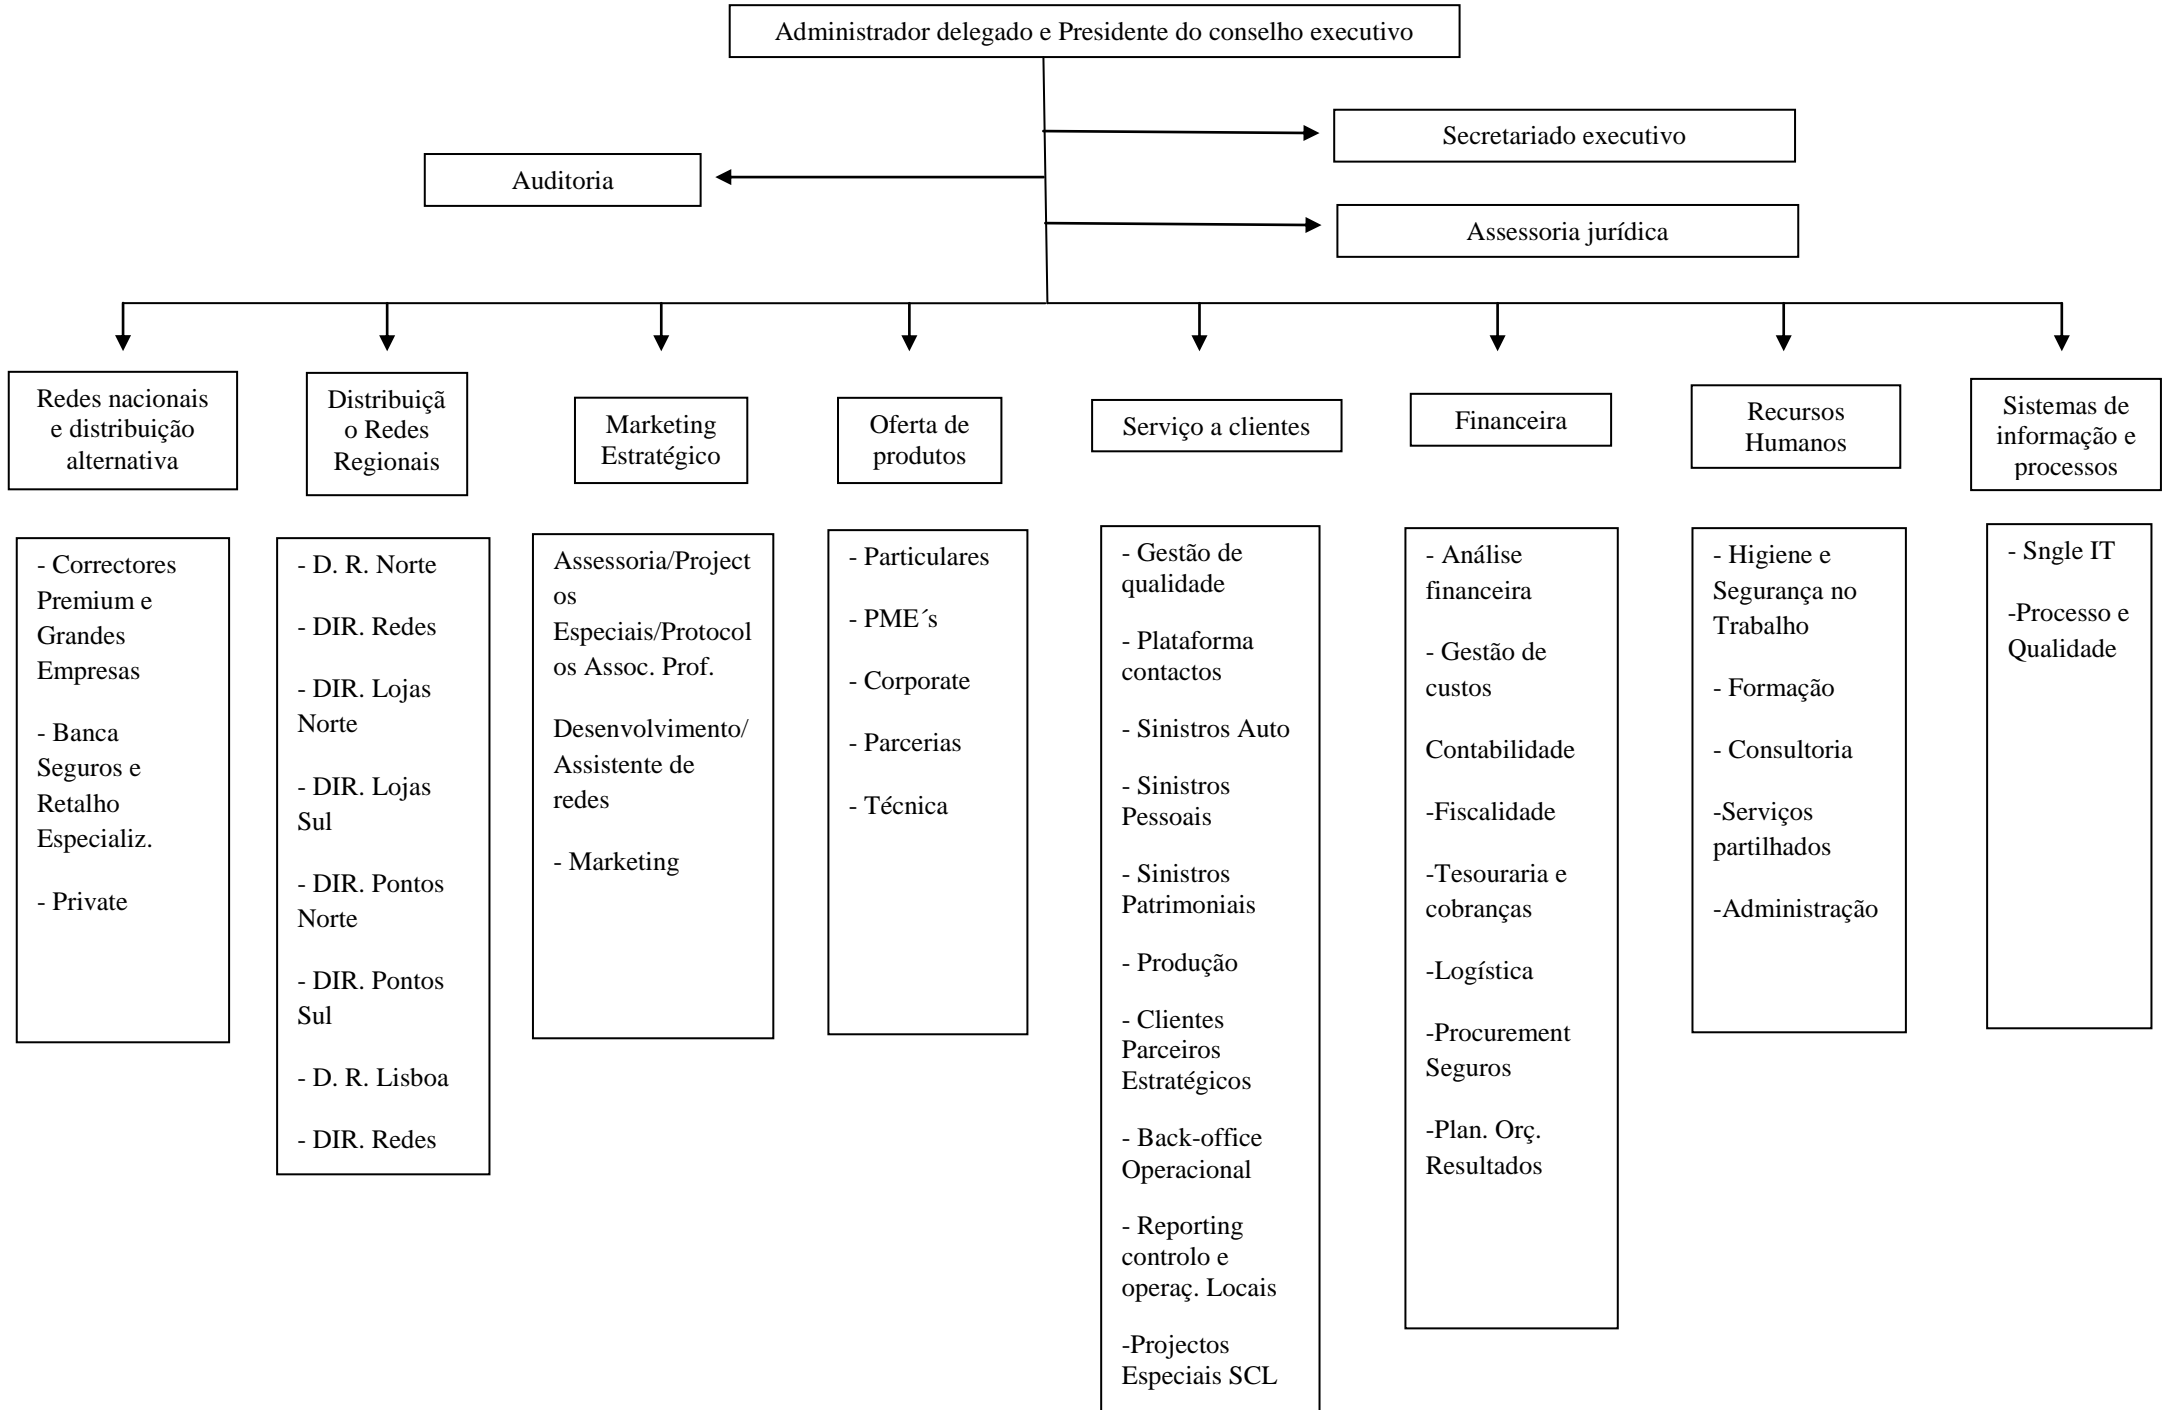 Administrador delegado e Presidente do conselho executivo
Secretariado executivo
Auditoria
Assessoria jurídica
Redes nacionais
e distribuição
alternativa
Distribuiçã
o Redes
Regionais
Marketing
Estratégico
Oferta de
produtos
Serviço a clientes
Financeira
Recursos
Humanos
Sistemas de
informação e
processos
- Correctores
Premium e
Grandes
Empresas
- Banca
Seguros e
Retalho
Especializ.
- Private
- D. R. Norte
- DIR. Redes
- DIR. Lojas
Norte
- DIR. Lojas
Sul
- DIR. Pontos
Norte
- DIR. Pontos
Sul
- D. R. Lisboa
- DIR. Redes
Assessoria/Project
os
Especiais/Protocol
os Assoc. Prof.
Desenvolvimento/
Assistente de
redes
- Marketing
- Particulares
- PME´s
- Corporate
- Parcerias
- Técnica
- Gestão de
qualidade
- Plataforma
contactos
- Sinistros Auto
- Sinistros
Pessoais
- Sinistros
Patrimoniais
- Produção
- Clientes
Parceiros
Estratégicos
- Back-office
Operacional
- Reporting
controlo e
operaç. Locais
-Projectos
Especiais SCL
- Análise
financeira
- Gestão de
custos
Contabilidade
-Fiscalidade
-Tesouraria e
cobranças
-Logística
-Procurement
Seguros
-Plan. Orç.
Resultados
- Higiene e
Segurança no
Trabalho
- Formação
- Consultoria
-Serviços
partilhados
-Administração
- Sngle IT
-Processo e
Qualidade